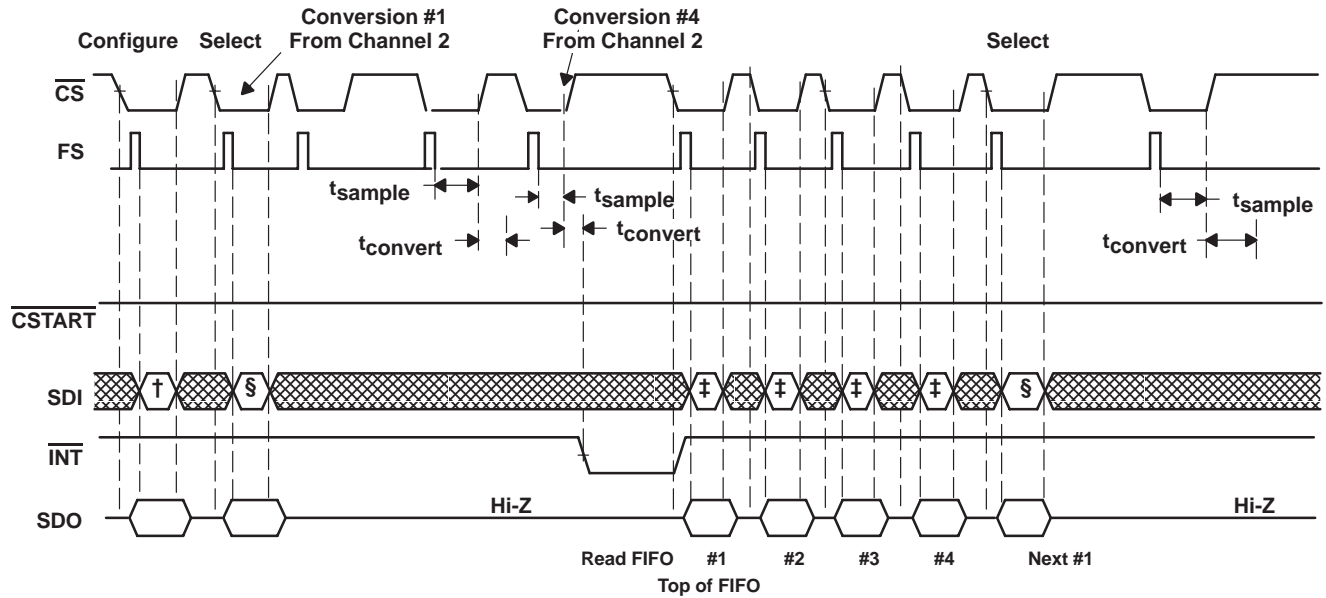 Conversion #1
From Channel 2
Conversion #4
From Channel 2
Configure
Select
Select
CS
FS
tsample
tsample
tconvert
tconvert
tsample
tconvert
CSTART
SDI
†
§
‡
‡
‡
‡
§
INT
SDO
Hi-Z
Hi-Z
Read FIFO
#1
#2
#3
#4
Next #1
Top of FIFO